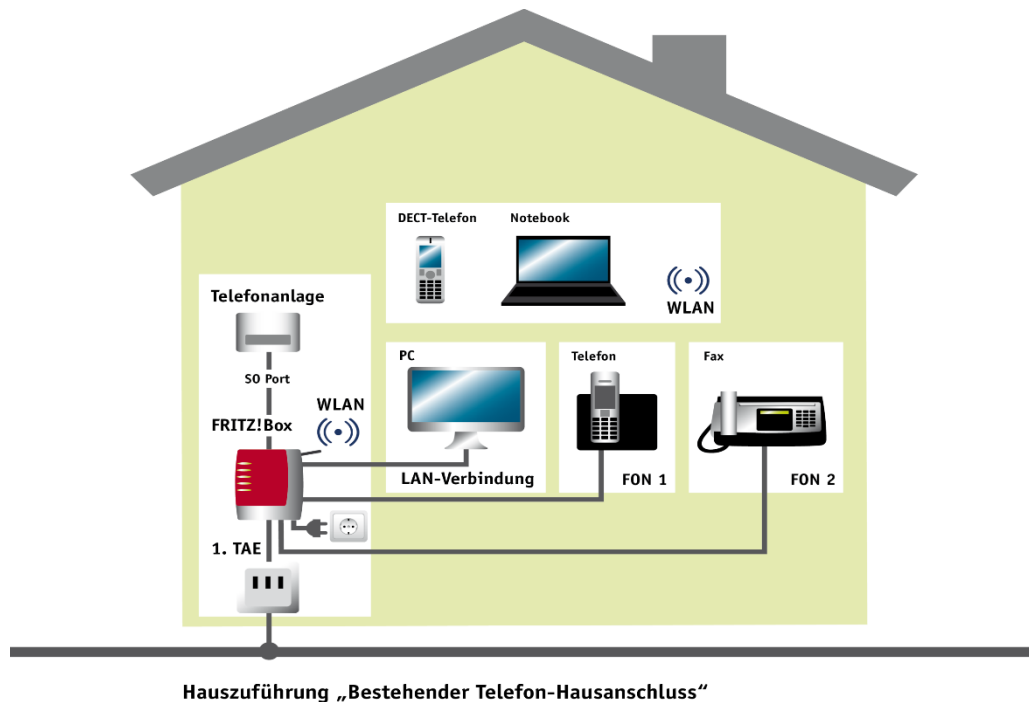 DECT-Telefon
Notebook
WLAN
Telefonanlage
SO Port
FRITZ!Box
WLAN
PC
LAN-Verbindung
Telefon
FON 1
Fax
FON 2
1. TAE
Hauszuführung „Bestehender Telefon-Hausanschluss“